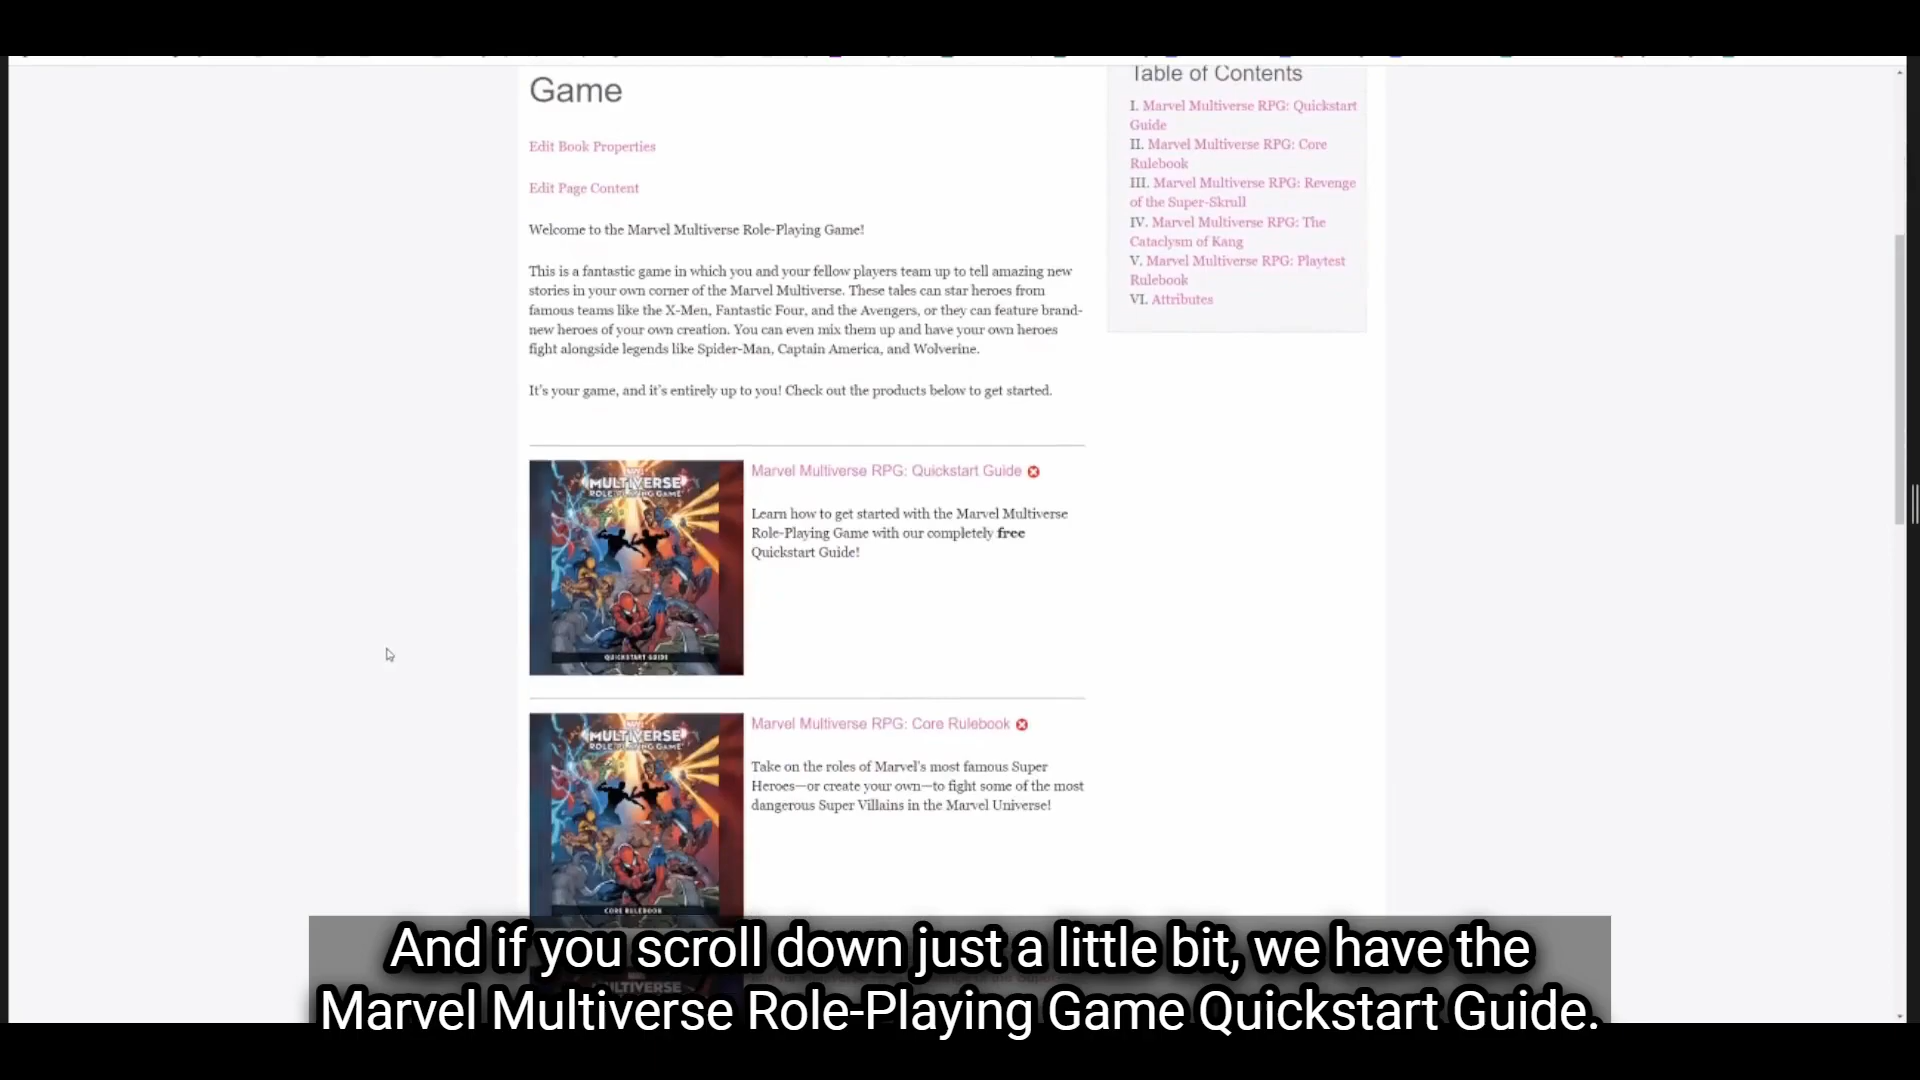 Game
Edit Book Properties
Edit Page Content
Welcome to the Marvel Multiverse Role-Playing Game!
This is a fantastic game in which you and your fellow players team up to tell amazing new
stories in your own corner of the Marvel Multiverse. These tales can star heroes from
famous teams like the X-Men, Fantastic Four, and the Avengers, or they can feature brand-
new heroes of your own creation. You can even mix them up and have your own heroes
fight alongside legends like Spider-Man, Captain America, and Wolverine.
It's your game, and it's entirely up to you! Check out the products below to get started.
Table of Contents
I. Marvel Multiverse RPG: Quickstart
Guide
II. Marvel Multiverse RPG: Core
Rulebook
III. Marvel Multiverse RPG: Revenge
of the Super-Skrull
IV. Marvel Multiverse RPG: The
Cataclysm of Kang
V. Marvel Multiverse RPG: Playtest
Rulebook
VI. Attributes
MARVEL
MULTIVERSE
ROLE-PLAYING GAME
QUICKSTART GUIDE
Marvel Multiverse RPG: Quickstart Guide
Learn how to get started with the Marvel Multiverse
Role-Playing Game with our completely free
Quickstart Guide!
MARVEL
MULTIVERSE
ROLE-PLAYING GAME
CORE RULEBOOK
Marvel Multiverse RPG: Core Rulebook
Take on the roles of Marvel's most famous Super
Heroes—or create your own—to fight some of the most
dangerous Super Villains in the Marvel Universe!
MULTIVERSE
And if you scroll down just a little bit, we have the
Marvel Multiverse Role-Playing Game Quickstart Guide.